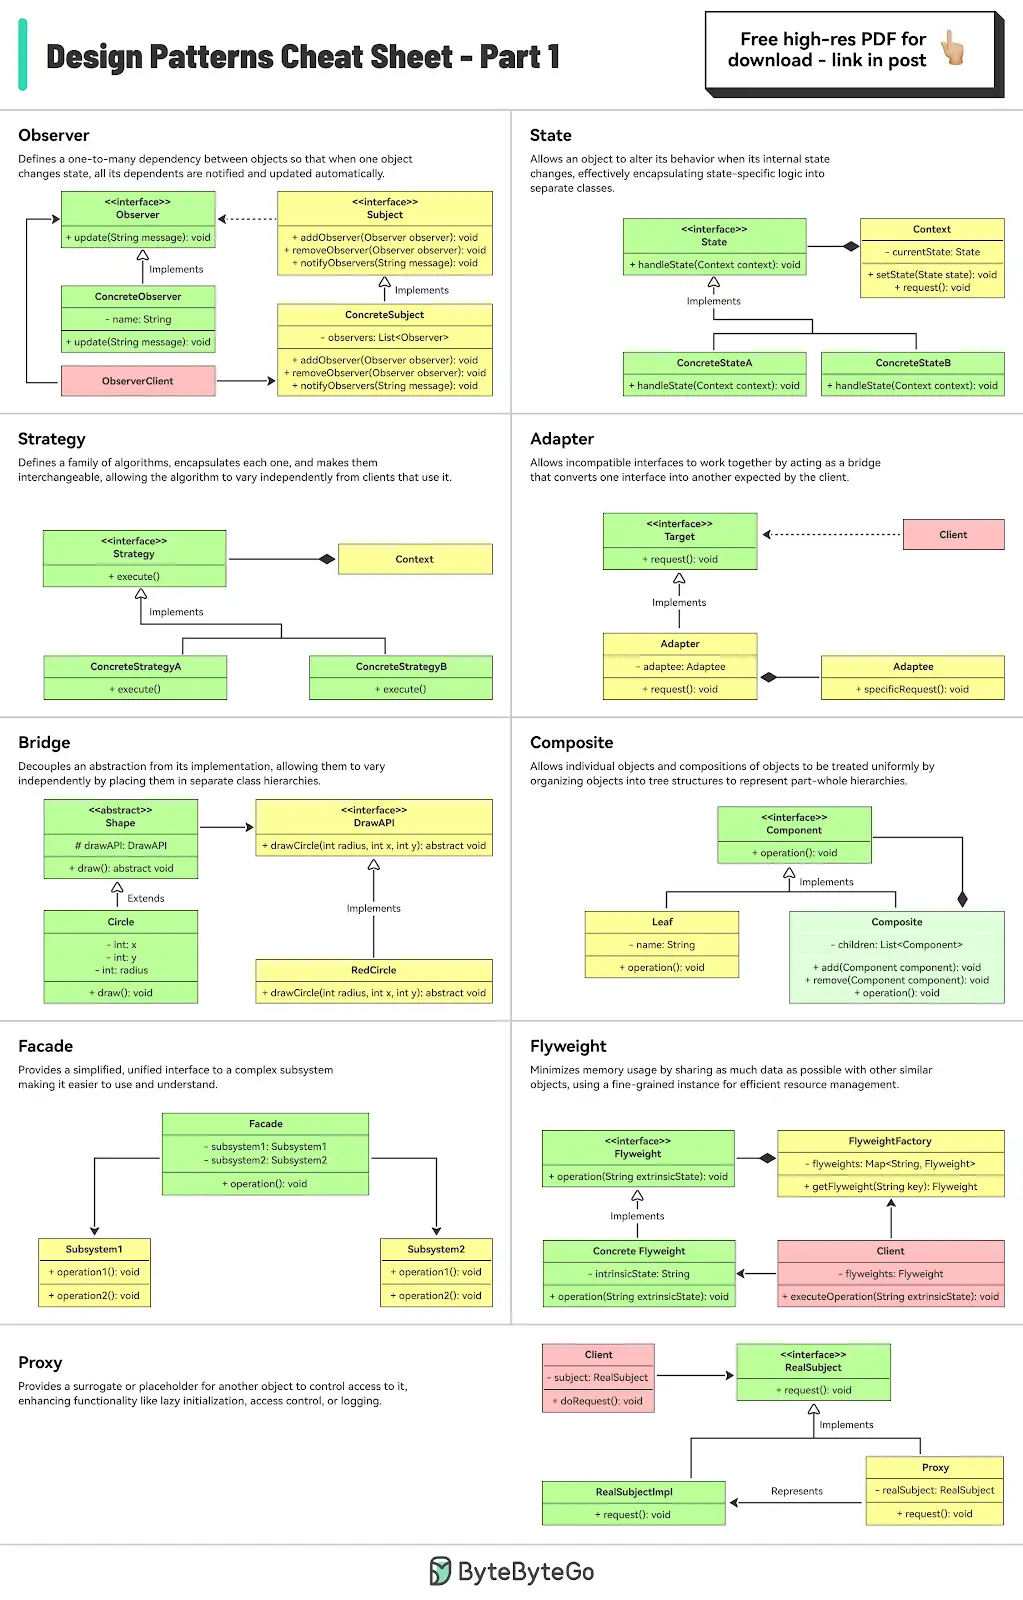 Design Patterns Cheat Sheet - Part 1
Free high-res PDF for
download - link in post
Observer
Defines a one-to-many dependency between objects so that when one object
changes state, all its dependents are notified and updated automatically.
<<interface>>
Observer
+ update(String message): void
<<interface>>
Subject
+ addObserver(Observer observer): void
+ removeObserver(Observer observer): void
+ notifyObservers(String message): void
Implements
Implements
ConcreteObserver
- name: String
+ update(String message): void
ConcreteSubject
- observers: List<Observer>
+ addObserver(Observer observer): void
+ removeObserver(Observer observer): void
+ notifyObservers(String message): void
ObserverClient
State
Allows an object to alter its behavior when its internal state
changes, effectively encapsulating state-specific logic into
separate classes.
<<interface>>
State
+ handleState(Context context): void
Context
- currentState: State
+ setState(State state): void
+ request(): void
Implements
ConcreteStateA
+ handleState(Context context): void
ConcreteStateB
+ handleState(Context context): void
Strategy
Defines a family of algorithms, encapsulates each one, and makes them
interchangeable, allowing the algorithm to vary independently from clients that use it.
<<interface>>
Strategy
+ execute()
Context
Implements
ConcreteStrategyA
+ execute()
ConcreteStrategyB
+ execute()
Adapter
Allows incompatible interfaces to work together by acting as a bridge
that converts one interface into another expected by the client.
<<interface>>
Target
+ request(): void
Client
Implements
Adapter
- adaptee: Adaptee
+ request(): void
Adaptee
+ specificRequest(): void
Bridge
Decouples an abstraction from its implementation, allowing them to vary
independently by placing them in separate class hierarchies.
<<abstract>>
Shape
# drawAPI: DrawAPI
+ draw(): abstract void
<<interface>>
DrawAPI
+ drawCircle(int radius, int x, int y): abstract void
Extends
Implements
Circle
- int: x
- int: y
- int: radius
+ draw(): void
RedCircle
+ drawCircle(int radius, int x, int y): abstract void
Composite
Allows individual objects and compositions of objects to be treated uniformly by
organizing objects into tree structures to represent part-whole hierarchies.
<<interface>>
Component
+ operation(): void
Implements
Leaf
- name: String
+ operation(): void
Composite
- children: List<Component>
+ add(Component component): void
+ remove(Component component): void
+ operation(): void
Facade
Provides a simplified, unified interface to a complex subsystem
making it easier to use and understand.
Facade
- subsystem1: Subsystem1
- subsystem2: Subsystem2
+ operation(): void
Subsystem1
+ operation1(): void
+ operation2(): void
Subsystem2
+ operation1(): void
+ operation2(): void
Flyweight
Minimizes memory usage by sharing as much data as possible with other similar
objects, using a fine-grained instance for efficient resource management.
<<interface>>
Flyweight
+ operation(String extrinsicState): void
FlyweightFactory
- flyweights: Map<String, Flyweight>
+ getFlyweight(String key): Flyweight
Implements
Concrete Flyweight
- intrinsicState: String
+ operation(String extrinsicState): void
Client
- flyweights: Flyweight
+ executeOperation(String extrinsicState): void
Proxy
Provides a surrogate or placeholder for another object to control access to it,
enhancing functionality like lazy initialization, access control, or logging.
Client
- subject: RealSubject
+ doRequest(): void
<<interface>>
RealSubject
+ request(): void
Implements
RealSubjectImpl
+ request(): void
Represents
Proxy
- realSubject: RealSubject
+ request(): void
ByteByteGo